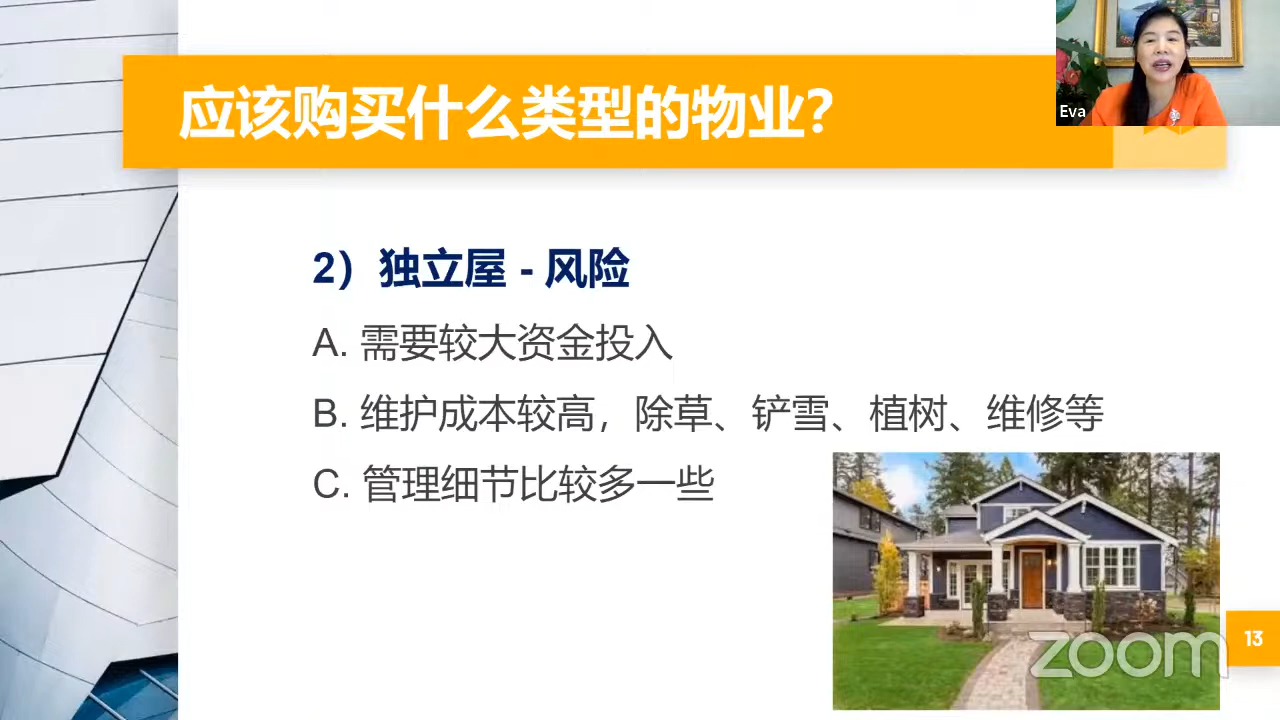 应该购买什么类型的物业?
Eva
2）独立屋 - 风险
A. 需要较大资金投入
B. 维护成本较高，除草、铲雪、植树、维修等
C. 管理细节比较多一些
13
zoom